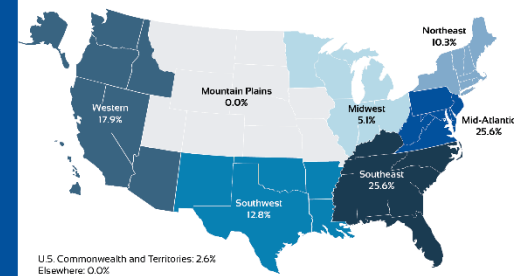 Northeast
10.3%
Mountain Plains
0.0%
Western
17.9%
Midwest
5.1%
Mid-Atlantic
25.6%
Southeast
25.6%
Southwest
12.8%
U.S. Commonwealth and Territories: 2.6%
Elsewhere: 0.0%